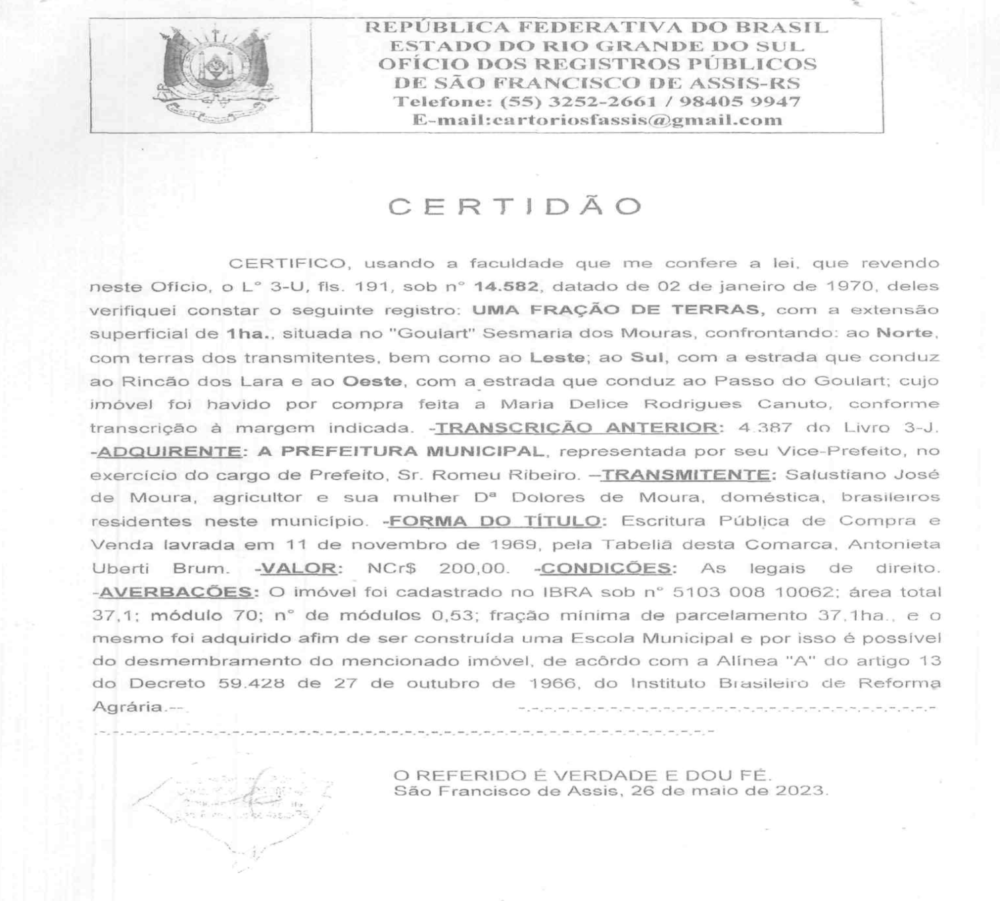 REPÚBLICA FEDERATIVA DO BRASIL
ESTADO DO RIO GRANDE DO SUL
OFÍCIO DOS REGISTROS PÚBLICOS
DE SÃO FRANCISCO DE ASSIS-RS
Telefone: (55) 3252-2661 / 98405 9947
E-mail:cartoriosfassis@gmail.com
CERTIDÃO
CERTIFICO, usando a faculdade que me confere a lei, que revendo
neste Ofício, o L° 3-U, fls. 191, sob n° 14.582, datado de 02 de janeiro de 1970, deles
verifiquei constar o seguinte registro: UMA FRAÇÃO DE TERRAS, com a extensão
superficial de 1ha., situada no "Goulart" Sesmaria dos Mouras, confrontando: ao Norte,
com terras dos transmitentes, bem como ao Leste; ao Sul, com a estrada que conduz
ao Rincão dos Lara e ao Oeste, com a estrada que conduz ao Passo do Goulart; cujo
imóvel foi havido por compra feita a Maria Delice Rodrigues Canuto, conforme
transcrição à margem indicada. -TRANSCRIÇÃO ANTERIOR: 4.387 do Livro 3-J.
-ADQUIRENTE: A PREFEITURA MUNICIPAL, representada por seu Vice-Prefeito, no
exercício do cargo de Prefeito, Sr. Romeu Ribeiro. –TRANSMITENTE: Salustiano José
de Moura, agricultor e sua mulher Dª Dolores de Moura, doméstica, brasileiros
residentes neste município. -FORMA DO TÍTULO: Escritura Pública de Compra e
Venda lavrada em 11 de novembro de 1969, pela Tabeliã desta Comarca, Antonieta
Uberti Brum. -VALOR: NCr$ 200,00. -CONDIÇÕES: As legais de direito.
-AVERBAÇÕES: O imóvel foi cadastrado no IBRA sob n° 5103 008 10062; área total
37,1; módulo 70; n° de módulos 0,53; fração mínima de parcelamento 37,1ha., e o
mesmo foi adquirido afim de ser construída uma Escola Municipal e por isso é possível
do desmembramento do mencionado imóvel, de acôrdo com a Alínea "A" do artigo 13
do Decreto 59.428 de 27 de outubro de 1966, do Instituto Brasileiro de Reforma
Agrária.--. -.-.-.-.-.-.-.-.-.-.-.-.-.-.-.-.-.-.-.-.-.-.-.-.-.-.-.-.-.-
.-.-.-.-.-.-.-.-.-.-.-.-.-.-.-.-.-.-.-.-.-.-.-.-.-.-.-.-.-.-.-.-.-.-.-.-.-.-.-
O REFERIDO É VERDADE E DOU FÉ.
São Francisco de Assis, 26 de maio de 2023.